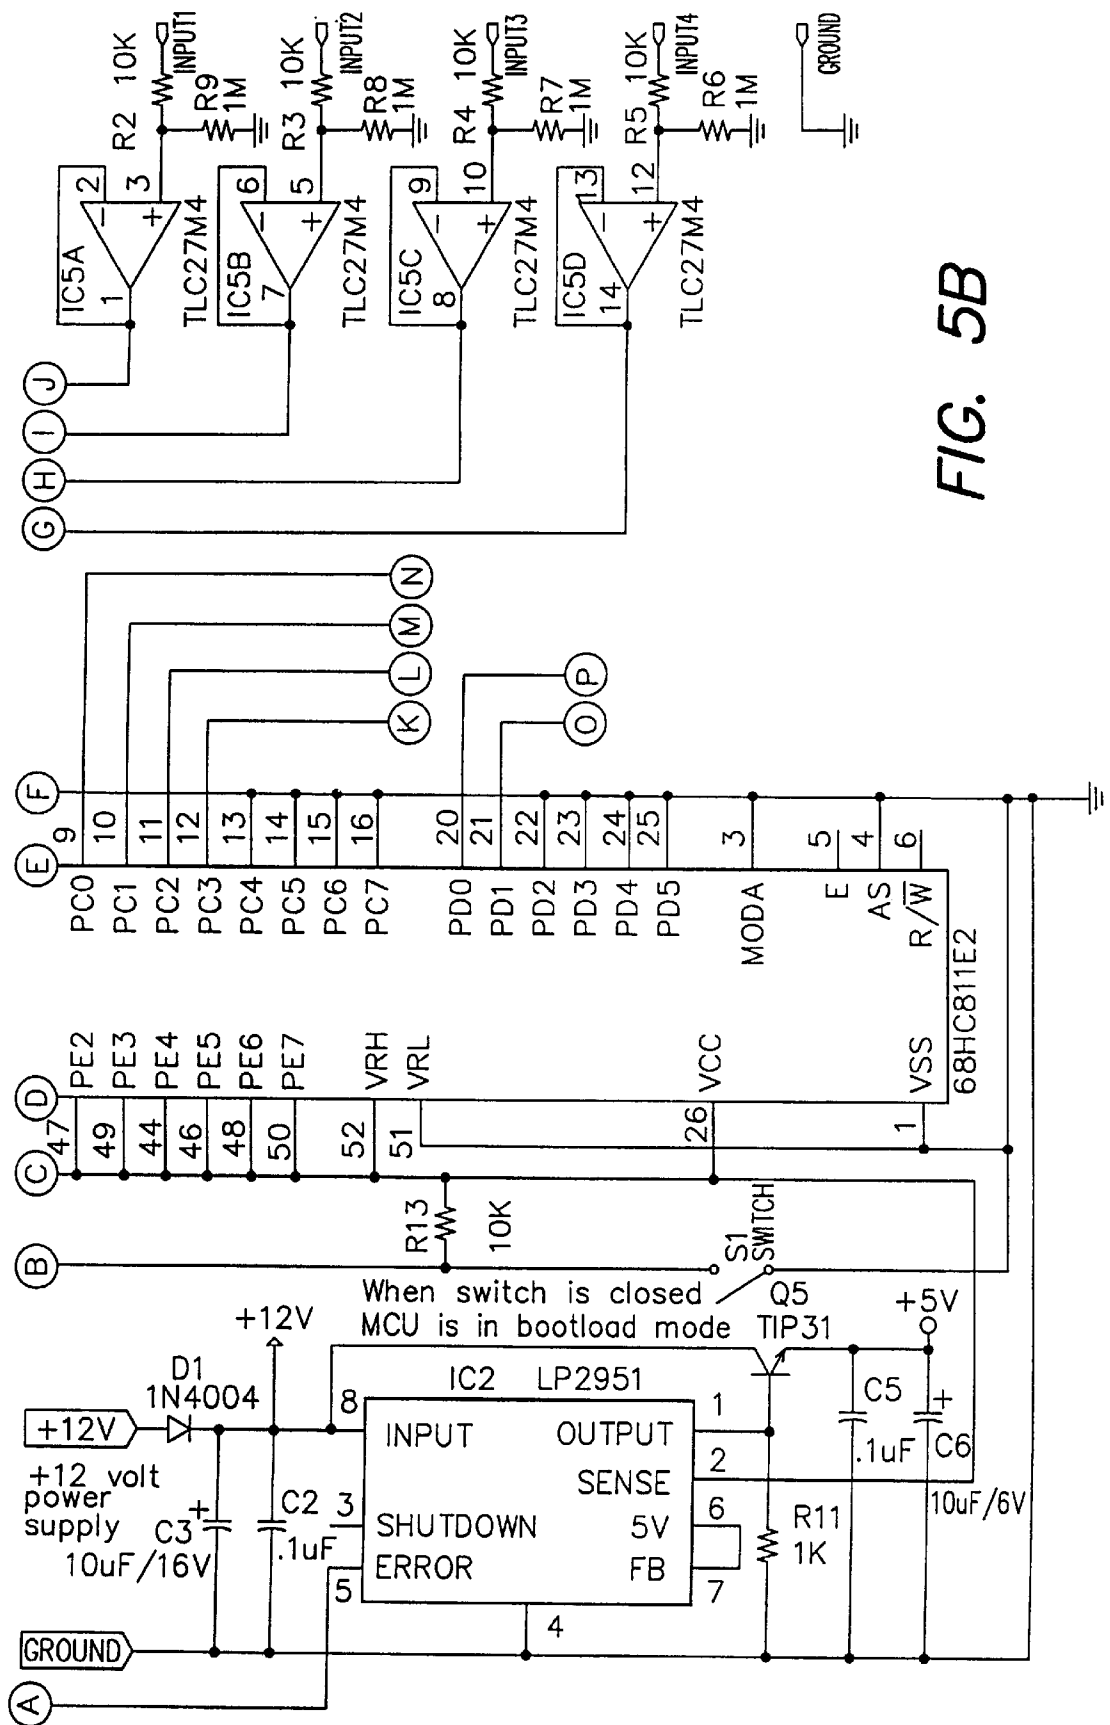 A
B
C
D
E
F
G
H
I
J
GROUND
+12V
+12 volt
power
supply
D1
1N4004
+12V
C3
+
10uF/16V
C2
.1uF
IC2 LP2951
8
INPUT
3
SHUTDOWN
5
ERROR
OUTPUT
1
SENSE
2
5V
6
FB
7
4
R11
1K
Q5
TIP31
C5
.1uF
+5V
+
C6
10uF/6V
When switch is closed
MCU is in bootload mode
S1
SWITCH
R13
10K
47
PE2
49
PE3
44
PE4
46
PE5
48
PE6
50
PE7
52
VRH
51
VRL
26
VCC
1
VSS
68HC811E2
PC0
9
PC1
10
PC2
11
PC3
12
PC4
13
PC5
14
PC6
15
PC7
16
PD0
20
PD1
21
PD2
22
PD3
23
PD4
24
PD5
25
MODA
3
E
5
AS
4
R/W̅
6
K
L
M
N
O
P
IC5A
1
2
3
−
+
TLC27M4
R2
10K
INPUT1
R9
1M
IC5B
7
6
5
−
+
TLC27M4
R3
10K
INPUT2
R8
1M
IC5C
8
9
10
−
+
TLC27M4
R4
10K
INPUT3
R7
1M
IC5D
14
13
12
−
+
TLC27M4
R5
10K
INPUT4
R6
1M
GROUND
FIG. 5B